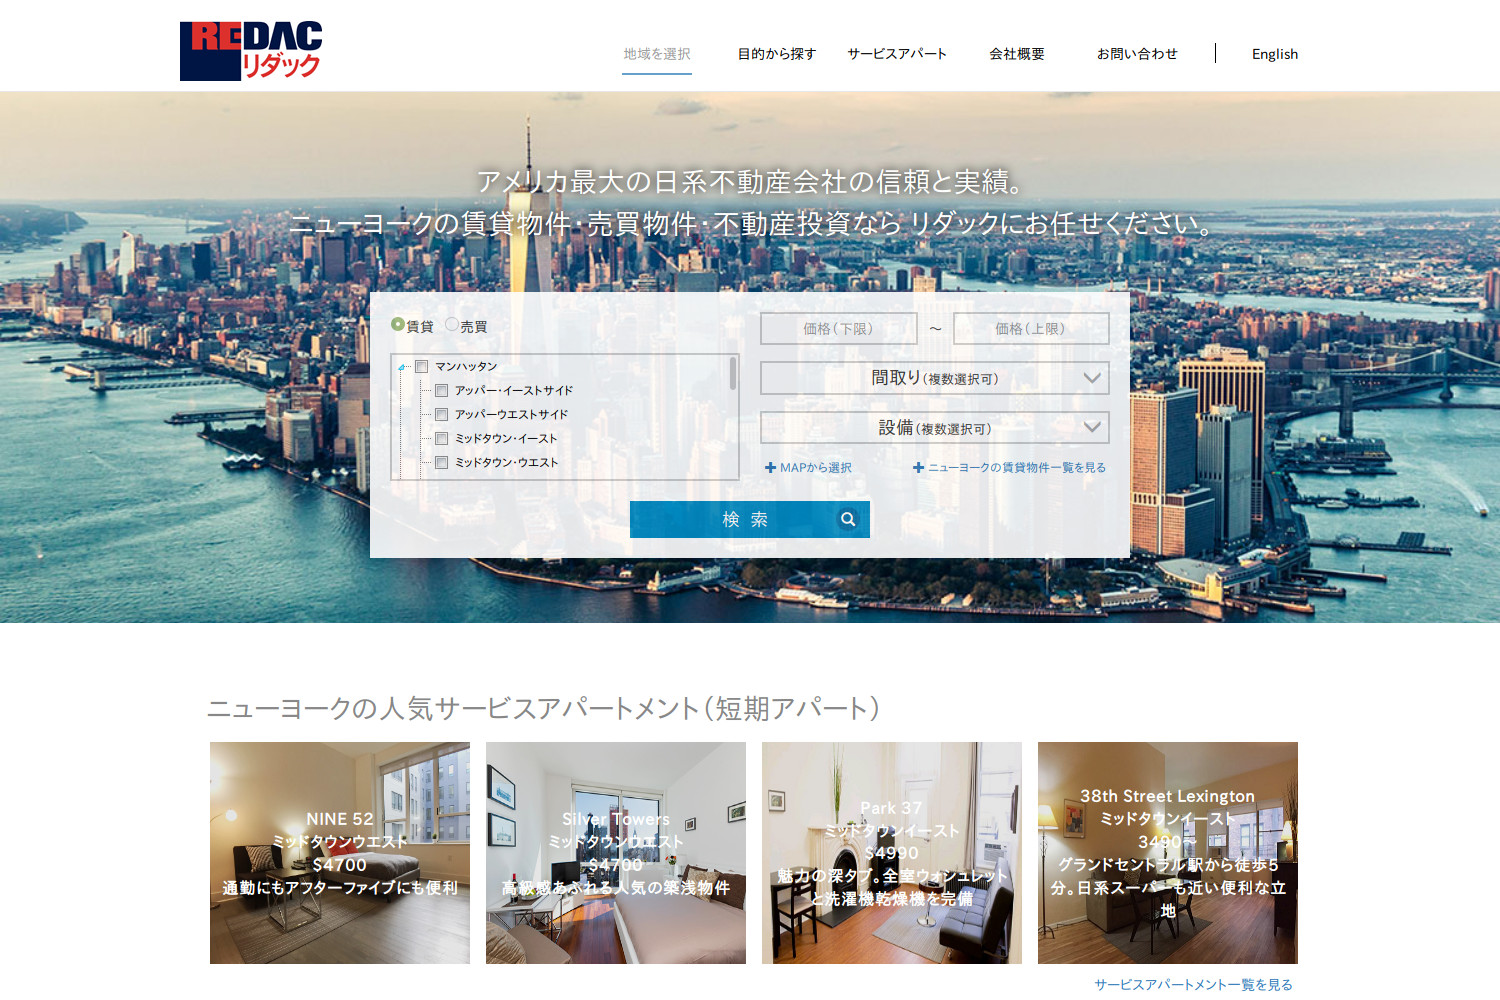 REDAC
リダック
地域を選択
目的から探す
サービスアパート
会社概要
お問い合わせ
English
アメリカ最大の日系不動産会社の信頼と実績。
ニューヨークの賃貸物件・売買物件・不動産投資なら リダックにお任せください。
賃貸 売買
マンハッタン
アッパー・イーストサイド
アッパーウエストサイド
ミッドタウン・イースト
ミッドタウン・ウエスト
価格（下限） ～ 価格（上限）
間取り（複数選択可）
設備（複数選択可）
MAPから選択
ニューヨークの賃貸物件一覧を見る
検 索
ニューヨークの人気サービスアパートメント（短期アパート）
NINE 52
ミッドタウンウエスト
$4700
通勤にもアフターファイブにも便利
Silver Towers
ミッドタウンウエスト
$4700
高級感あふれる人気の築浅物件
Park 37
ミッドタウンイースト
$4990
魅力の深タブ。全室ウォシュレット
と洗濯機乾燥機を完備
38th Street Lexington
ミッドタウンイースト
3490～
グランドセントラル駅から徒歩5
分。日系スーパーも近い便利な立
地
サービスアパートメント一覧を見る